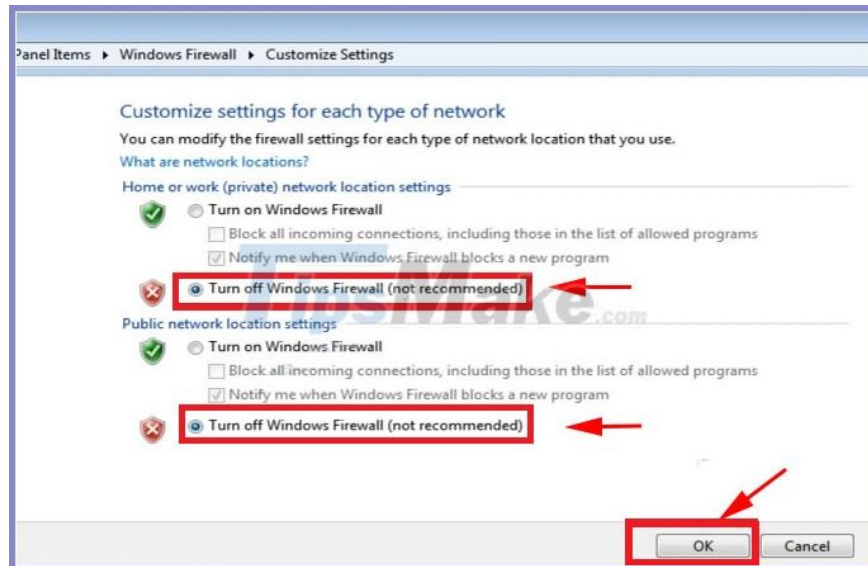 Panel Items ▸ Windows Firewall ▸ Customize Settings
Customize settings for each type of network
You can modify the firewall settings for each type of network location that you use.
What are network locations?
Home or work (private) network location settings
Turn on Windows Firewall
Block all incoming connections, including those in the list of allowed programs
Notify me when Windows Firewall blocks a new program
Turn off Windows Firewall (not recommended)
TipsMake.com
Public network location settings
Turn on Windows Firewall
Block all incoming connections, including those in the list of allowed programs
Notify me when Windows Firewall blocks a new program
Turn off Windows Firewall (not recommended)
OK Cancel